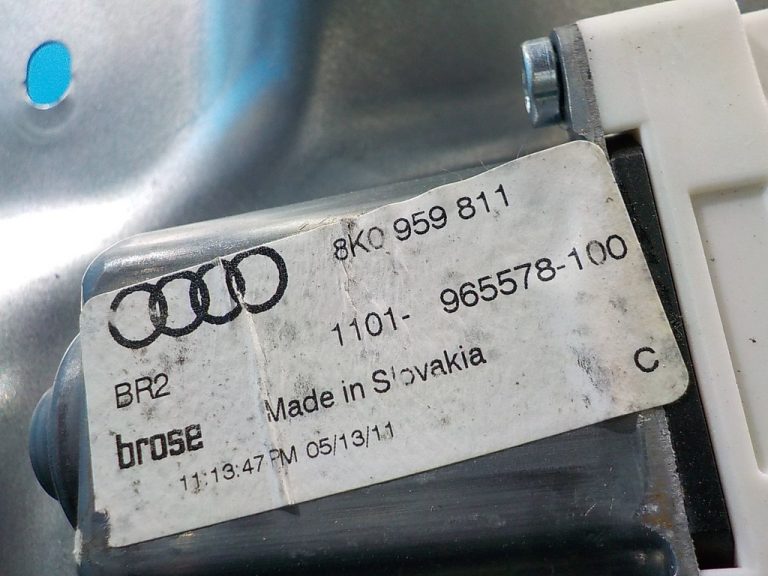 8K0 959 811
1101- 965578-100
BR2
Made in Slovakia
C
brose
11:13:47 PM 05/13/11